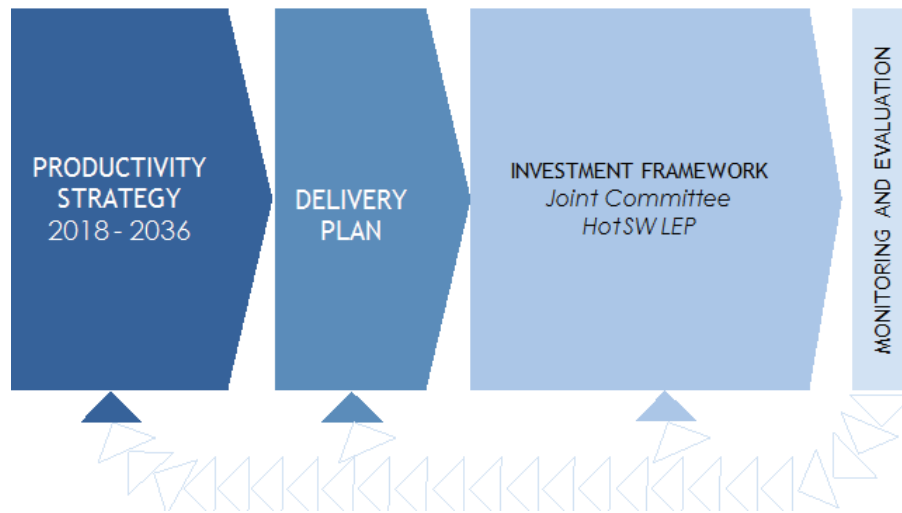 PRODUCTIVITY
STRATEGY
2018 - 2036
DELIVERY
PLAN
INVESTMENT FRAMEWORK
Joint Committee
HotSW LEP
MONITORING AND EVALUATION